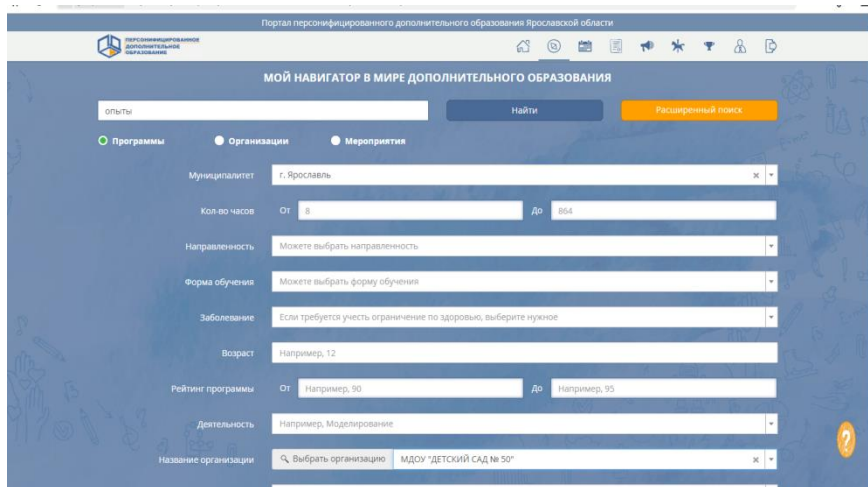 Портал персонифицированного дополнительного образования Ярославской области
ПЕРСОНИФИЦИРОВАННОЕ
ДОПОЛНИТЕЛЬНОЕ
ОБРАЗОВАНИЕ
МОЙ НАВИГАТОР В МИРЕ ДОПОЛНИТЕЛЬНОГО ОБРАЗОВАНИЯ
опыты Найти Расширенный поиск
Программы Организации Мероприятия
Муниципалитет г. Ярославль
Кол-во часов От 8 До 864
Направленность Можете выбрать направленность
Форма обучения Можете выбрать форму обучения
Заболевание Если требуется учесть ограничение по здоровью, выберите нужное
Возраст Например, 12
Рейтинг программы От Например, 90 До Например, 95
Деятельность Например, Моделирование
Название организации Выбрать организацию МДОУ "ДЕТСКИЙ САД № 50"